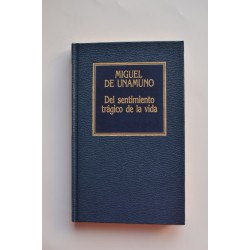 MIGUEL
DE UNAMUNO
Del sentimiento
trágico de la vida